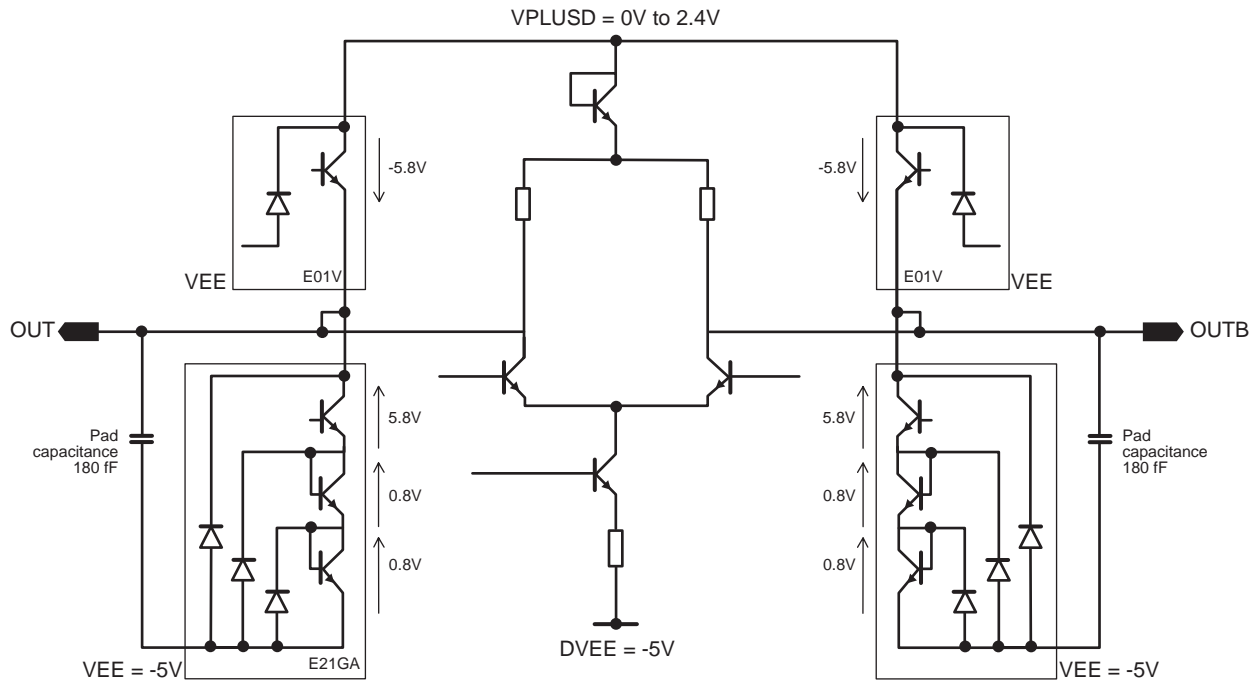 VPLUSD = 0V to 2.4V
-5.8V
-5.8V
E01V
E01V
VEE
VEE
OUT
OUTB
5.8V
5.8V
Pad
capacitance
180 fF
Pad
capacitance
180 fF
0.8V
0.8V
0.8V
0.8V
DVEE = -5V
E21GA
VEE = -5V
VEE = -5V